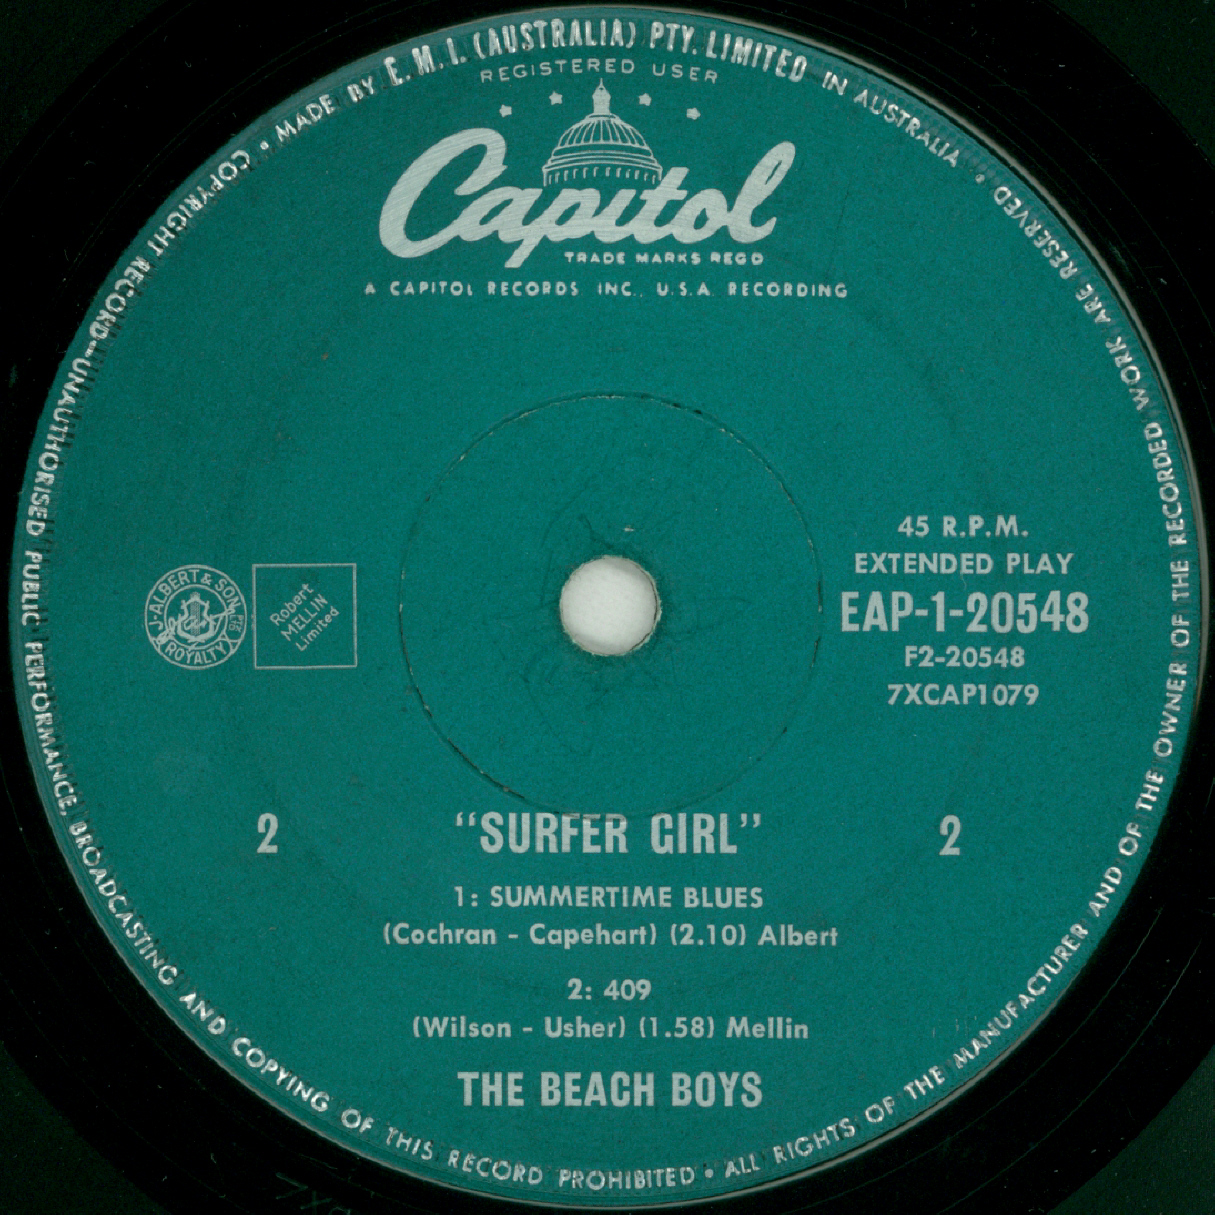 MADE BY E.M.I. (AUSTRALIA) PTY. LIMITED IN AUSTRALIA •
REGISTERED USER
Capitol
TRADE MARKS REGD
A CAPITOL RECORDS INC., U.S.A. RECORDING
45 R.P.M.
EXTENDED PLAY
EAP-1-20548
F2-20548
7XCAP1079
J. ALBERT & SON PTY. LTD.
ROYALTY
Robert
MELLIN
Limited
2 "SURFER GIRL" 2
1: SUMMERTIME BLUES
(Cochran - Capehart) (2.10) Albert
2: 409
(Wilson - Usher) (1.58) Mellin
THE BEACH BOYS
COPYRIGHT RECORD—UNAUTHORISED PUBLIC PERFORMANCE, BROADCASTING AND COPYING OF THIS RECORD PROHIBITED • ALL RIGHTS OF THE MANUFACTURER AND OF THE OWNER OF THE RECORDED WORK ARE RESERVED •